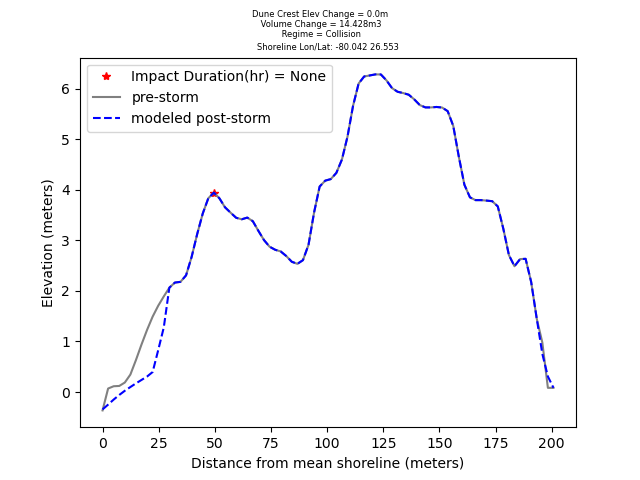 Dune Crest Elev Change = 0.0m
Volume Change = 14.428m3
Regime = Collision
Shoreline Lon/Lat: -80.042 26.553
Impact Duration(hr) = None
pre-storm
modeled post-storm
6
5
4
3
2
1
0
Elevation (meters)
0 25 50 75 100 125 150 175 200
Distance from mean shoreline (meters)